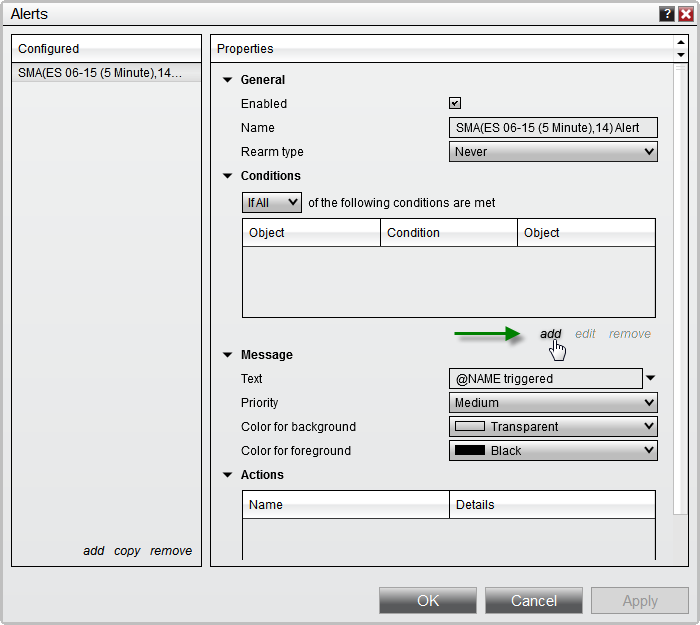 Alerts
?
Configured
SMA(ES 06-15 (5 Minute),14...
add copy remove
Properties
General
Enabled
Name SMA(ES 06-15 (5 Minute),14) Alert
Rearm type Never
Conditions
If All of the following conditions are met
Object Condition Object
add edit remove
Message
Text @NAME triggered
Priority Medium
Color for background Transparent
Color for foreground Black
Actions
Name Details
OK Cancel Apply